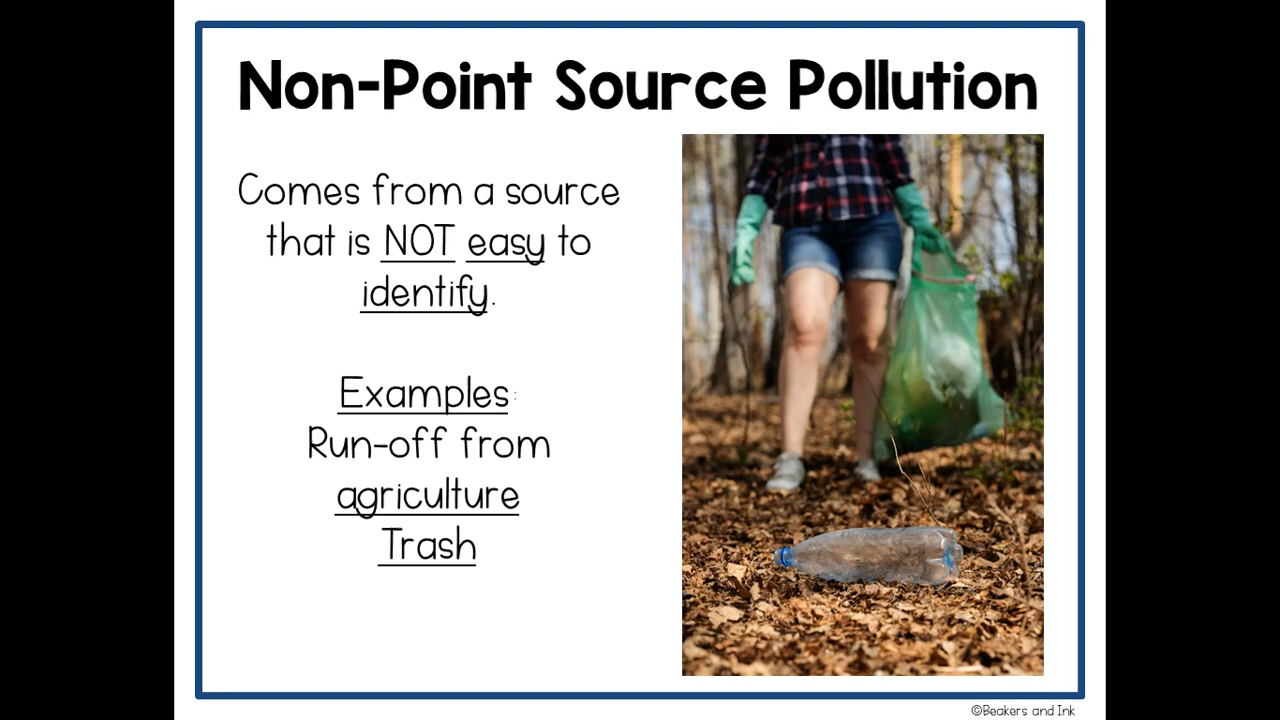 Non-Point Source Pollution
Comes from a source
that is NOT easy to
identify.
Examples:
Run-off from
agriculture
Trash
©Beakers and Ink